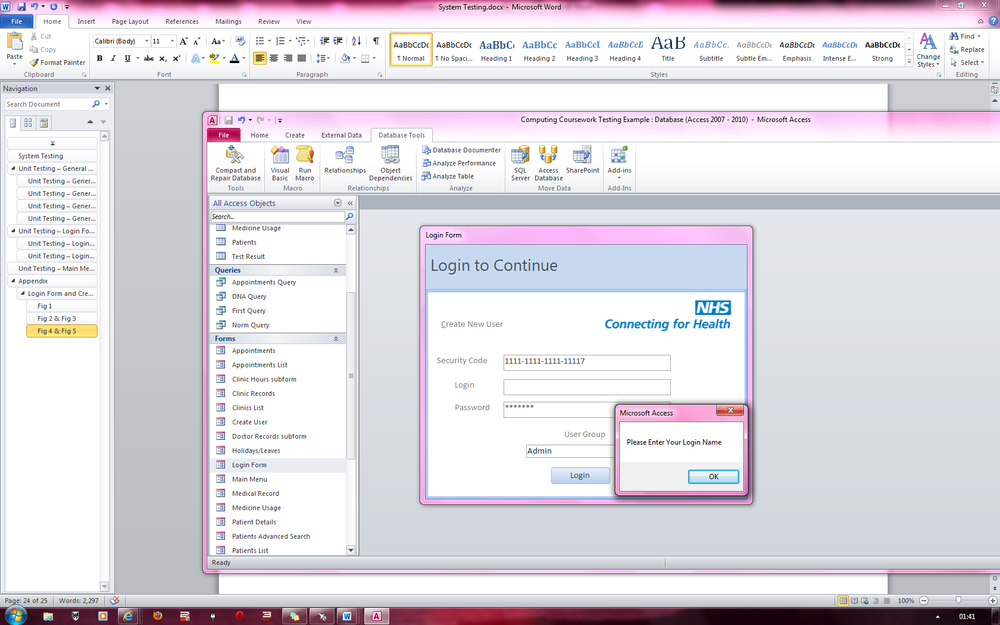 System Testing.docx - Microsoft Word
File Home Insert Page Layout References Mailings Review View
Paste
Cut
Copy
Format Painter
Clipboard
Calibri (Body) 11
Font
Paragraph
AaBbCcDc AaBbCcDc AaBbC AaBbCc AaBbCcI AaBbCcD AaB AaBbCc. AaBbCcDc AaBbCcDc AaBbCcDc AaBbCcDc
¶ Normal ¶ No Spaci... Heading 1 Heading 2 Heading 3 Heading 4 Title Subtitle Subtle Em... Emphasis Intense E... Strong
Styles
Change Styles
Find
Replace
Select
Editing
Navigation
Search Document
System Testing
Unit Testing – General ...
Unit Testing – Gener...
Unit Testing – Gener...
Unit Testing – Gener...
Unit Testing – Gener...
Unit Testing – Login Fo...
Unit Testing – Login...
Unit Testing – Login...
Unit Testing – Main Me...
Appendix
Login Form and Cre...
Fig 1
Fig 2 & Fig 3
Fig 4 & Fig 5
Computing Coursework Testing Example : Database (Access 2007 - 2010) - Microsoft Access
File Home Create External Data Database Tools
Compact and Repair Database
Tools
Visual Basic
Run Macro
Macro
Relationships
Object Dependencies
Relationships
Database Documenter
Analyze Performance
Analyze Table
Analyze
SQL Server
Access Database
SharePoint
Move Data
Add-ins
Add-Ins
All Access Objects
Search...
Medicine Usage
Patients
Test Result
Queries
Appointments Query
DNA Query
First Query
Norm Query
Forms
Appointments
Appointments List
Clinic Hours subform
Clinic Records
Clinics List
Create User
Doctor Records subform
Holidays/Leaves
Login Form
Main Menu
Medical Record
Medicine Usage
Patient Details
Patients Advanced Search
Patients List
Ready
Login Form
Login to Continue
NHS
Connecting for Health
Create New User
Security Code 1111-1111-1111-11117
Login
Password *******
User Group
Admin
Login
Microsoft Access
Please Enter Your Login Name
OK
Page: 24 of 25 Words: 2,297
100%
01:41